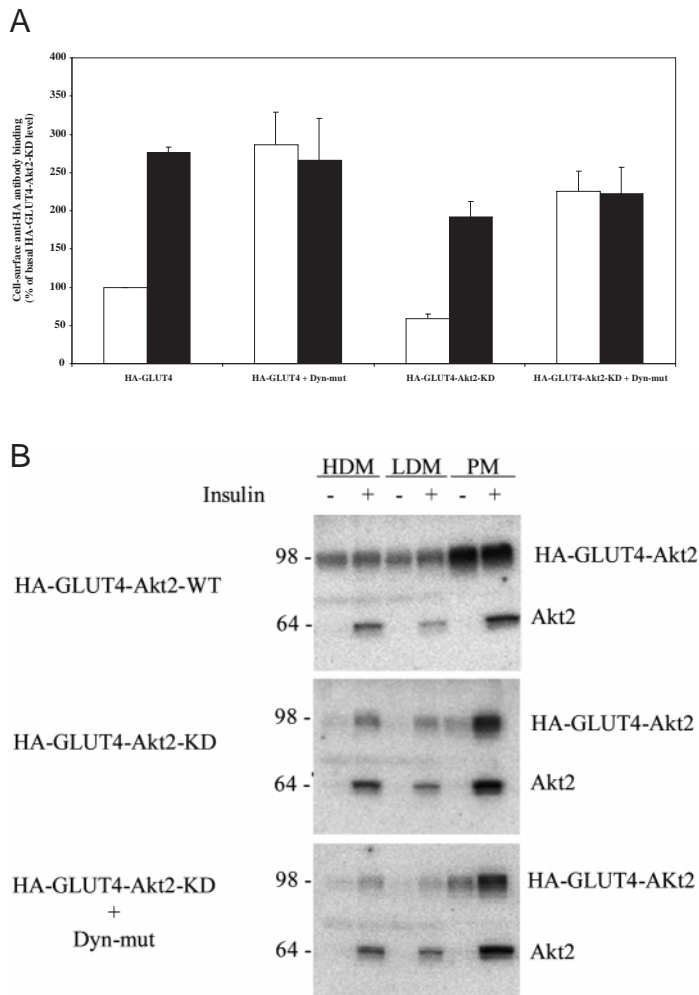 A
Cell-surface anti-HA antibody binding
(% of basal HA-GLUT4-Akt2-KD level)
400
350
300
250
200
150
100
50
0
HA-GLUT4
HA-GLUT4 + Dyn-mut
HA-GLUT4-Akt2-KD
HA-GLUT4-Akt2-KD + Dyn-mut
B
HDM LDM PM
Insulin - + - + - +
HA-GLUT4-Akt2-WT
98 -
HA-GLUT4-Akt2
64 -
Akt2
HA-GLUT4-Akt2-KD
98 -
HA-GLUT4-Akt2
64 -
Akt2
HA-GLUT4-Akt2-KD
+
Dyn-mut
98 -
HA-GLUT4-AKt2
64 -
Akt2